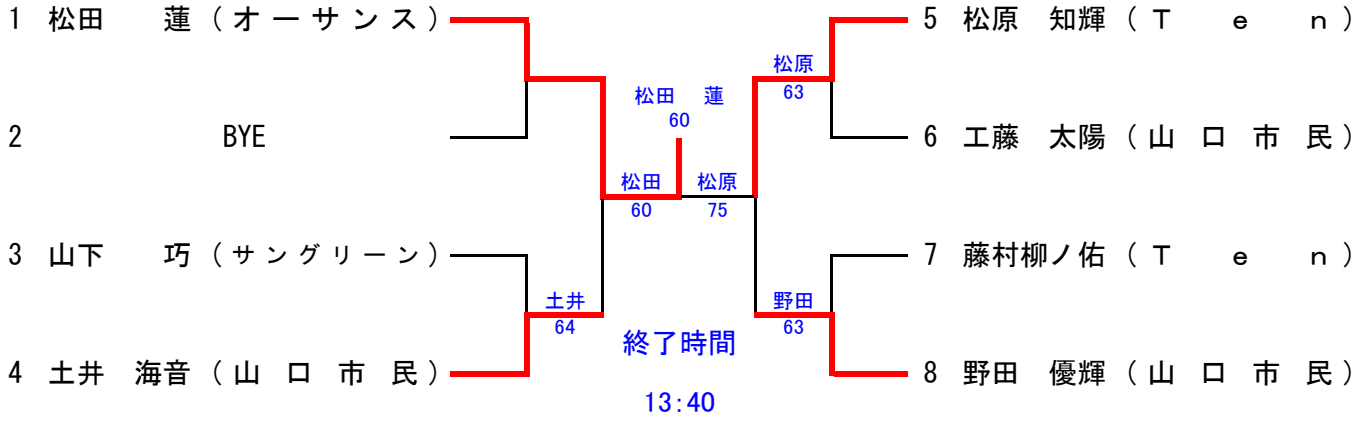 1 松田 蓮 (オーサンス)
2 BYE
3 山下 巧 (サングリーン)
4 土井 海音 (山口市民)
土井
64
松田
60
松田 蓮
60
松原
75
松原
63
野田
63
終了時間
13:40
5 松原 知輝 (Ten)
6 工藤 太陽 (山口市民)
7 藤村柳ノ佑 (Ten)
8 野田 優輝 (山口市民)